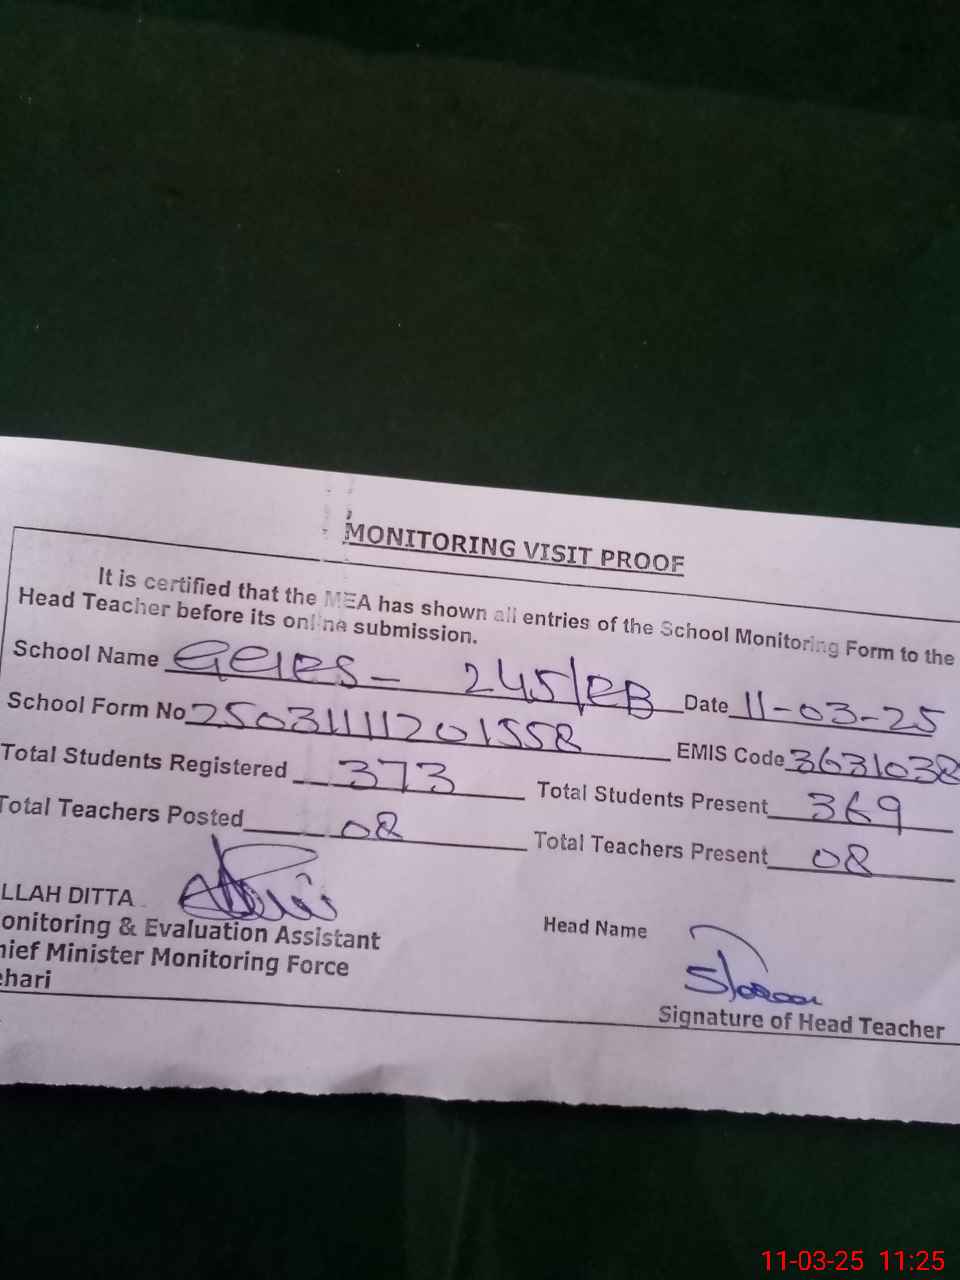 MONITORING VISIT PROOF
It is certified that the MEA has shown all entries of the School Monitoring Form to the
Head Teacher before its online submission.
School Name GGES- 245/EB Date 11-03-25
School Form No 250311111201558 EMIS Code 3631038
Total Students Registered 373 Total Students Present 369
Total Teachers Posted 08 Total Teachers Present 08
LLAH DITTA
onitoring & Evaluation Assistant Head Name
hief Minister Monitoring Force
ehari
Signature of Head Teacher
11-03-25 11:25